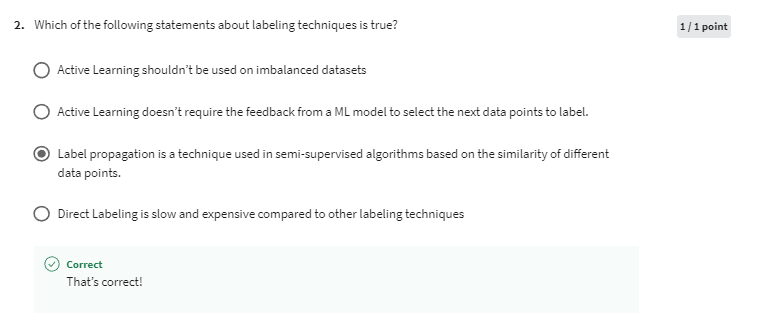 2. Which of the following statements about labeling techniques is true?
1 / 1 point
Active Learning shouldn't be used on imbalanced datasets
Active Learning doesn't require the feedback from a ML model to select the next data points to label.
Label propagation is a technique used in semi-supervised algorithms based on the similarity of different
data points.
Direct Labeling is slow and expensive compared to other labeling techniques
Correct
That's correct!